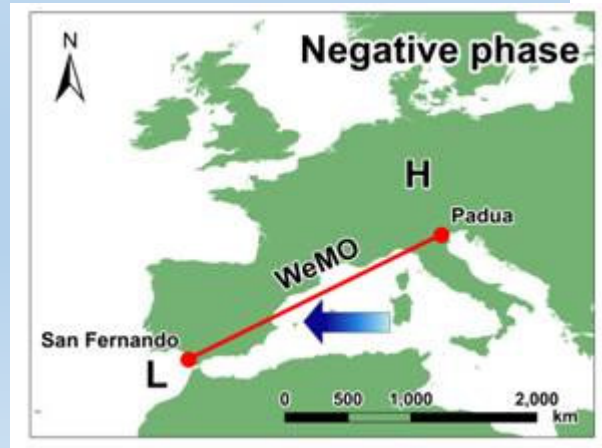 N
Negative phase
H
Padua
WeMO
San Fernando
L
0 500 1,000 2,000
km